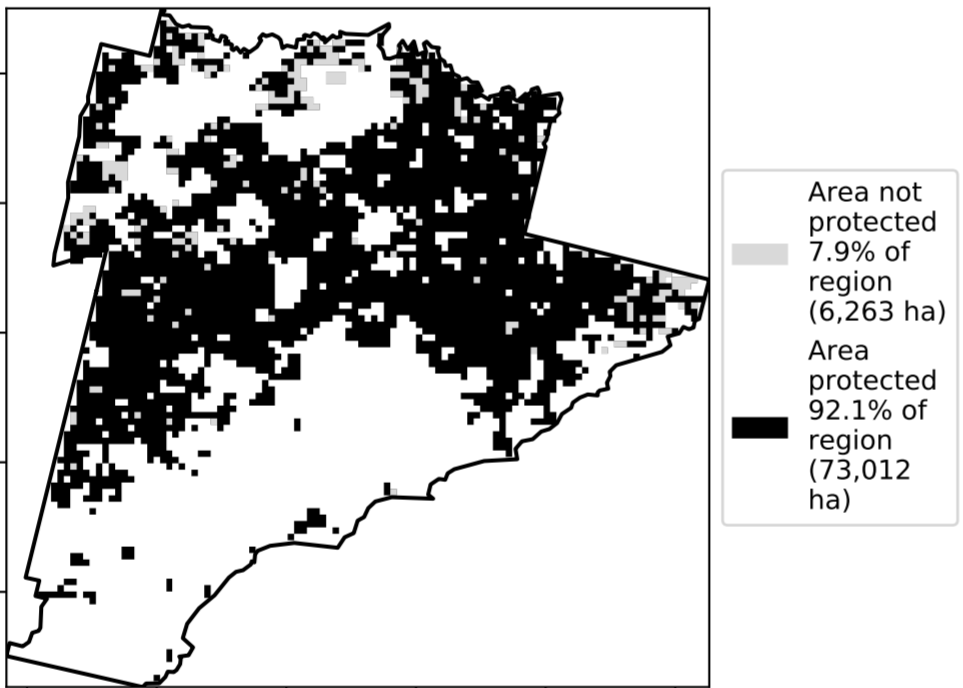 Area not
protected
7.9% of
region
(6,263 ha)
Area
protected
92.1% of
region
(73,012
ha)